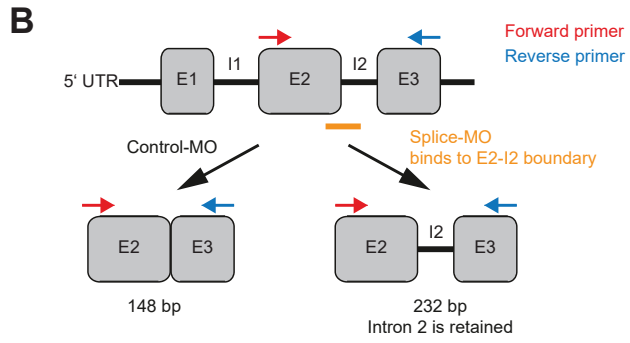 B
Forward primer
Reverse primer
5‘ UTR
E1
I1
E2
I2
E3
Control-MO
Splice-MO
binds to E2-I2 boundary
E2
E3
E2
I2
E3
148 bp
232 bp
Intron 2 is retained